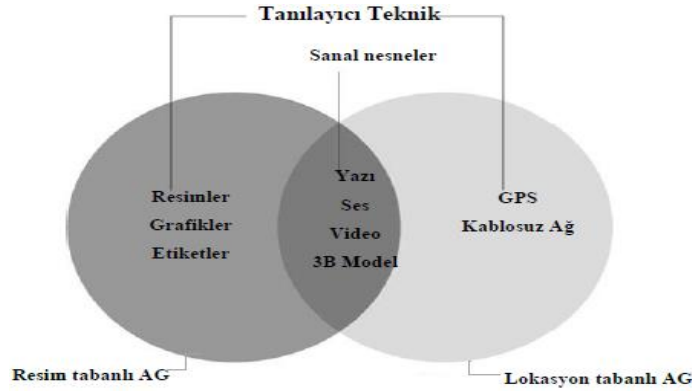 Tanılayıcı Teknik
Sanal nesneler
Resimler
Grafikler
Etiketler
Yazı
Ses
Video
3B Model
GPS
Kablosuz Ağ
Resim tabanlı AG
Lokasyon tabanlı AG